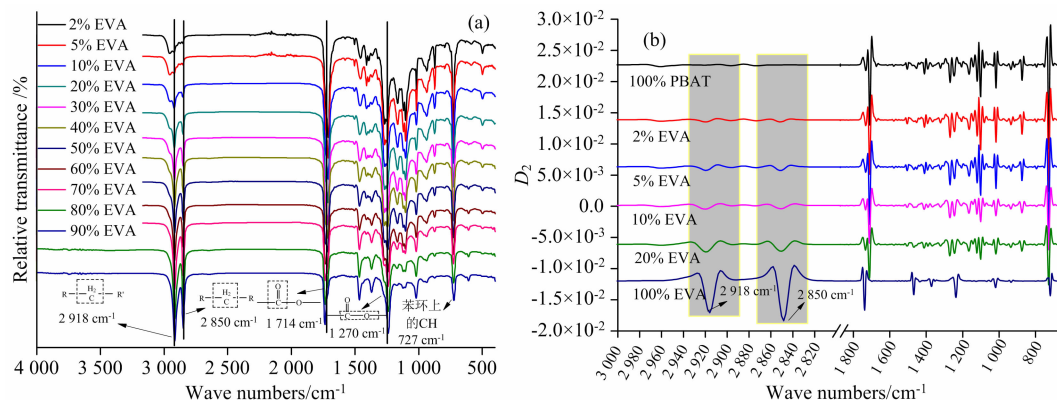 (a)
2% EVA
5% EVA
10% EVA
20% EVA
30% EVA
40% EVA
50% EVA
60% EVA
70% EVA
80% EVA
90% EVA
Relative transmittance /%
R
H₂
C
R'
2 918 cm⁻¹
R
H₂
C
R
2 850 cm⁻¹
O
C
O
1 714 cm⁻¹
O
C
O
1 270 cm⁻¹
苯环上
的CH
727 cm⁻¹
4 000
3 500
3 000
2 500
2 000
1 500
1 000
500
Wave numbers/cm⁻¹
(b)
3.0×10⁻²
2.5×10⁻²
2.0×10⁻²
1.5×10⁻²
1.0×10⁻²
5.0×10⁻³
0.0
-5.0×10⁻³
-1.0×10⁻²
-1.5×10⁻²
-2.0×10⁻²
D₂
100% PBAT
2% EVA
5% EVA
10% EVA
20% EVA
100% EVA
2 918 cm⁻¹
2 850 cm⁻¹
3 000
2 980
2 960
2 940
2 920
2 900
2 880
2 860
2 840
2 820
1 800
1 600
1 400
1 200
1 000
800
Wave numbers/cm⁻¹